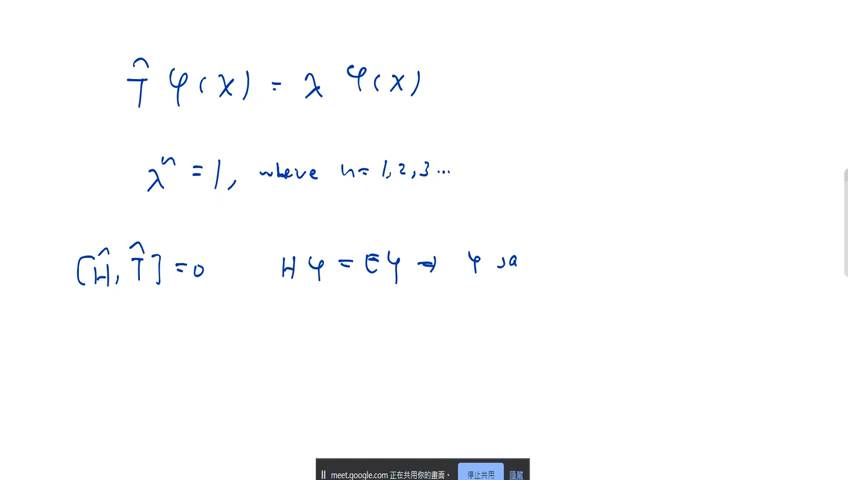 T̂ φ(x) = λ φ(x)
λⁿ = 1, where n = 1, 2, 3 ...
[Ĥ, T̂] = 0 Hφ = Eφ ⇒ φ sa
meet.google.com 正在共用你的畫面。 停止共用 隱藏